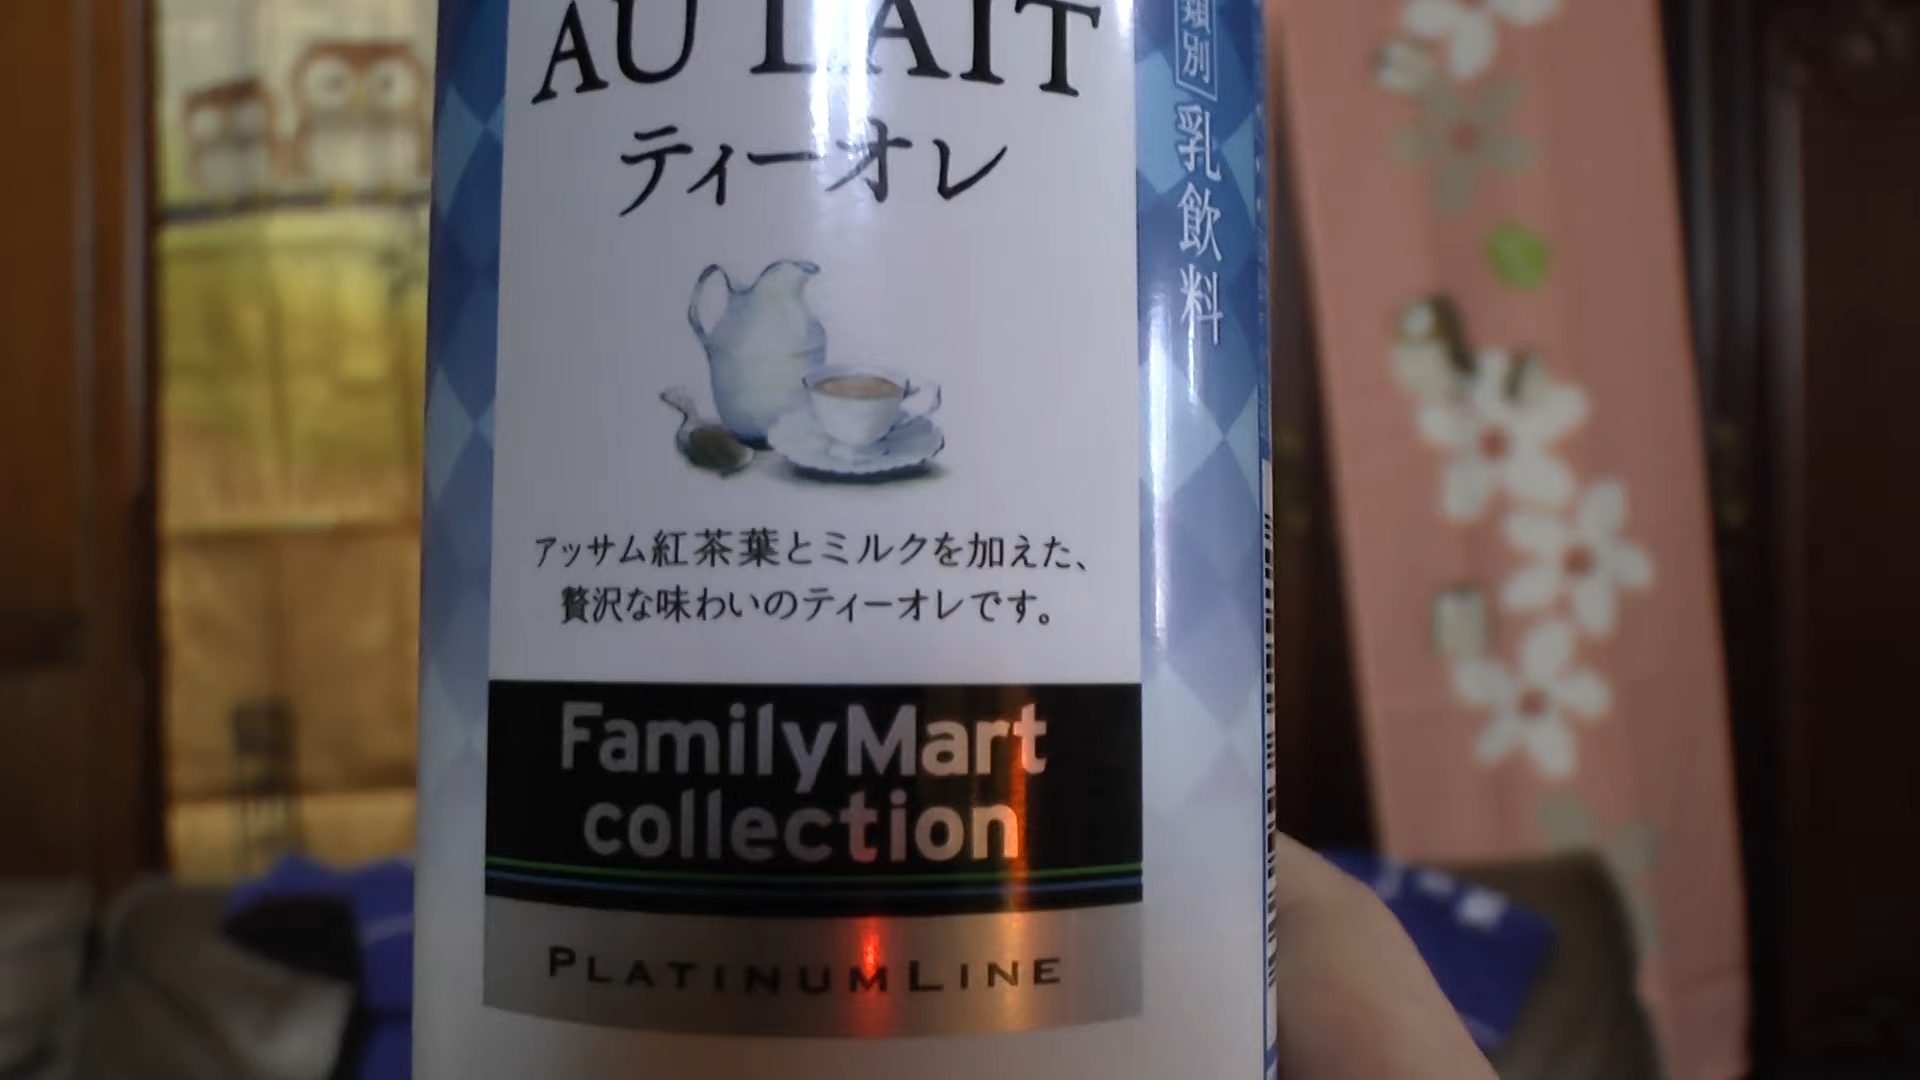 AU LAIT
ティーオレ
類別
乳飲料
アッサム紅茶葉とミルクを加えた、
贅沢な味わいのティーオレです。
FamilyMart
collection
PLATINUMLINE